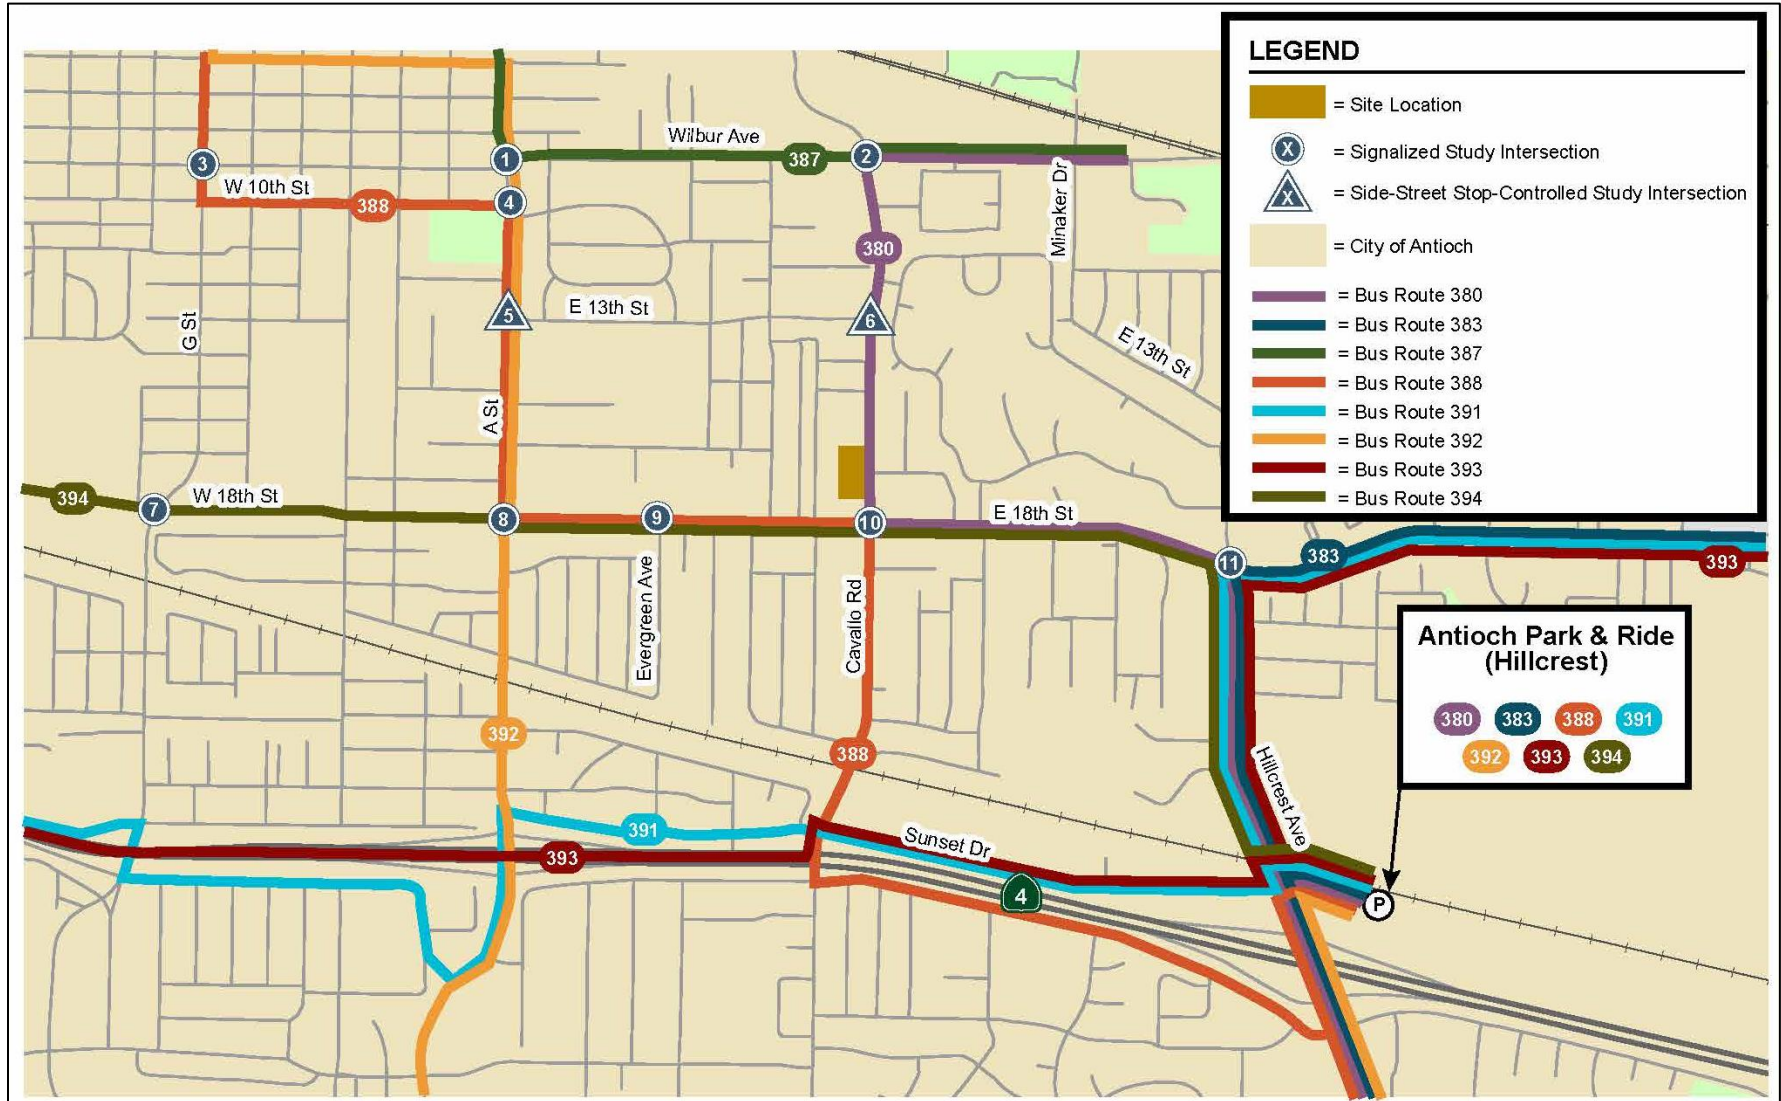 LEGEND
= Site Location
X = Signalized Study Intersection
X = Side-Street Stop-Controlled Study Intersection
= City of Antioch
= Bus Route 380
= Bus Route 383
= Bus Route 387
= Bus Route 388
= Bus Route 391
= Bus Route 392
= Bus Route 393
= Bus Route 394
Wilbur Ave
1
387
2
3
W 10th St
388
4
Minaker Dr
380
G St
5
E 13th St
6
E 13th St
A St
394
7
W 18th St
8
9
10
E 18th St
11
383
393
Evergreen Ave
Cavallo Rd
Antioch Park & Ride
(Hillcrest)
380 383 388 391
392 393 394
392
388
Hillcrest Ave
391
393
Sunset Dr
4
P